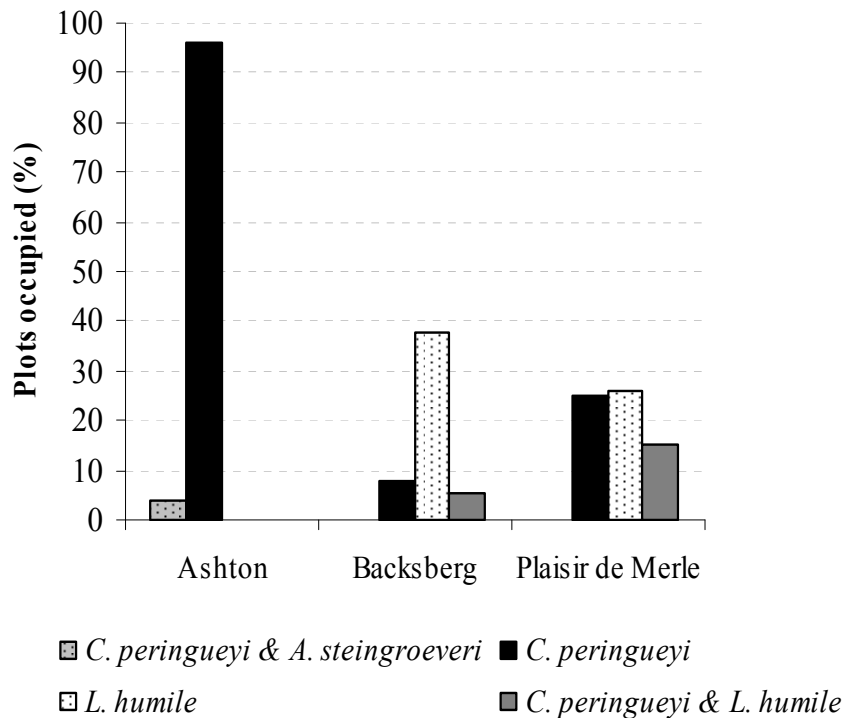 100
90
80
70
60
50
40
30
20
10
0
Plots occupied (%)
Ashton Backsberg Plaisir de Merle
C. peringueyi & A. steingroeveri C. peringueyi
L. humile C. peringueyi & L. humile